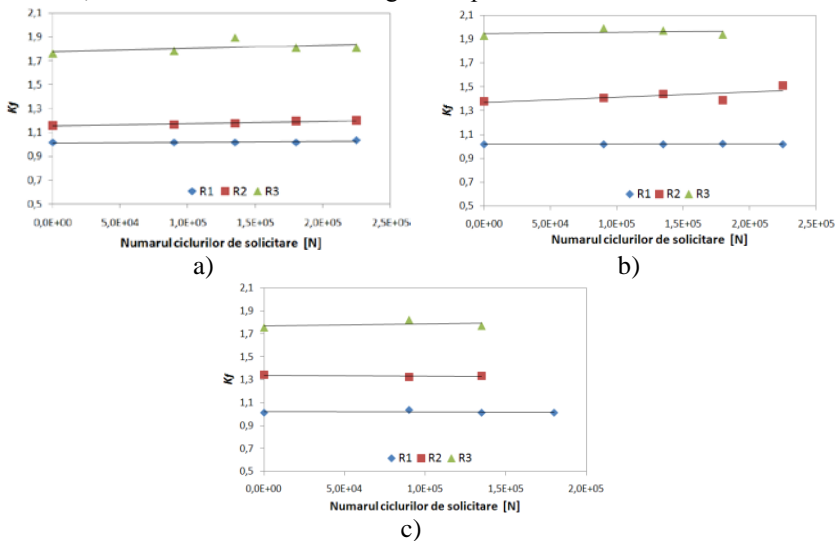 2,1
1,9
1,7
1,5
1,3
1,1
0,9
0,7
0,5
Kf
R1 R2 R3
0,0E+00 5,0E+04 1,0E+05 1,5E+05 2,0E+05 2,5E+05
Numarul ciclurilor de solicitare [N]
a)
2,1
1,9
1,7
1,5
1,3
1,1
0,9
0,7
0,5
Kf
R1 R2 R3
0,0E+00 5,0E+04 1,0E+05 1,5E+05 2,0E+05 2,5E+05
Numarul ciclurilor de solicitare [N]
b)
2,1
1,9
1,7
1,5
1,3
1,1
0,9
0,7
0,5
Kf
R1 R2 R3
0,0E+00 5,0E+04 1,0E+05 1,5E+05 2,0E+05
Numarul ciclurilor de solicitare [N]
c)